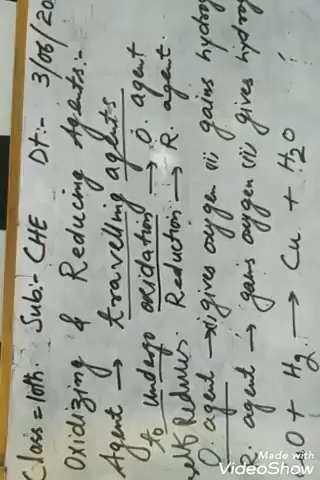 Class = 10th. Sub:- CHE Dt:- 3/06/20
Oxidizing & Reducing Agents:-
Agent → travelling agents
to undergo oxidation → O. agent
self Reduces. Reduction → R. agent.
O. agent → (i) gives oxygen (ii) gains hydrog
R. agent → gains oxygen (ii) gives hydrog
O + H2 → Cu + H2O
Made with
VideoShow